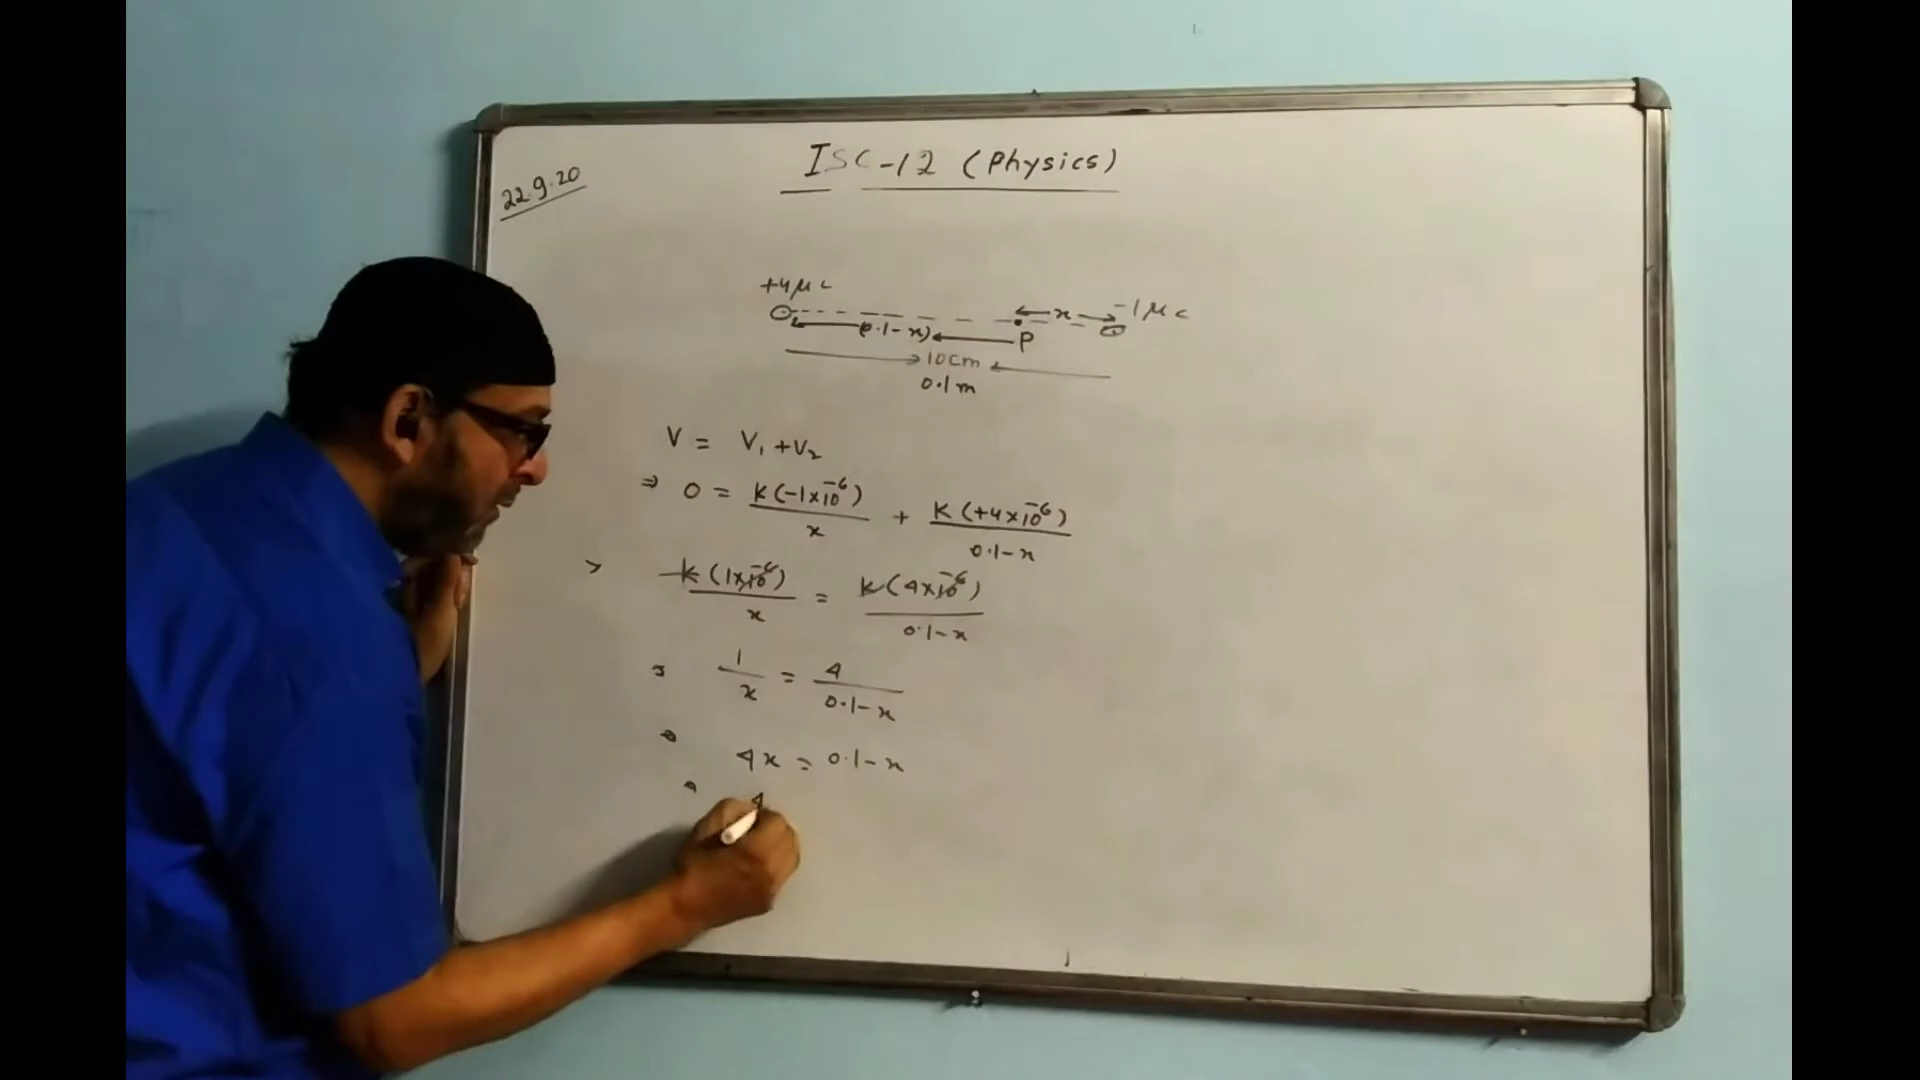 ISC-12 (Physics)
22.9.20
+4μC
-1μC
x
(0.1-x)
P
10cm
0.1m
V = V₁ + V₂
⇒ 0 = K(-1×10⁻⁶)/x + K(+4×10⁻⁶)/0.1-x
K(1×10⁻⁶)/x = K(4×10⁻⁶)/0.1-x
1/x = 4/0.1-x
4x = 0.1-x
4